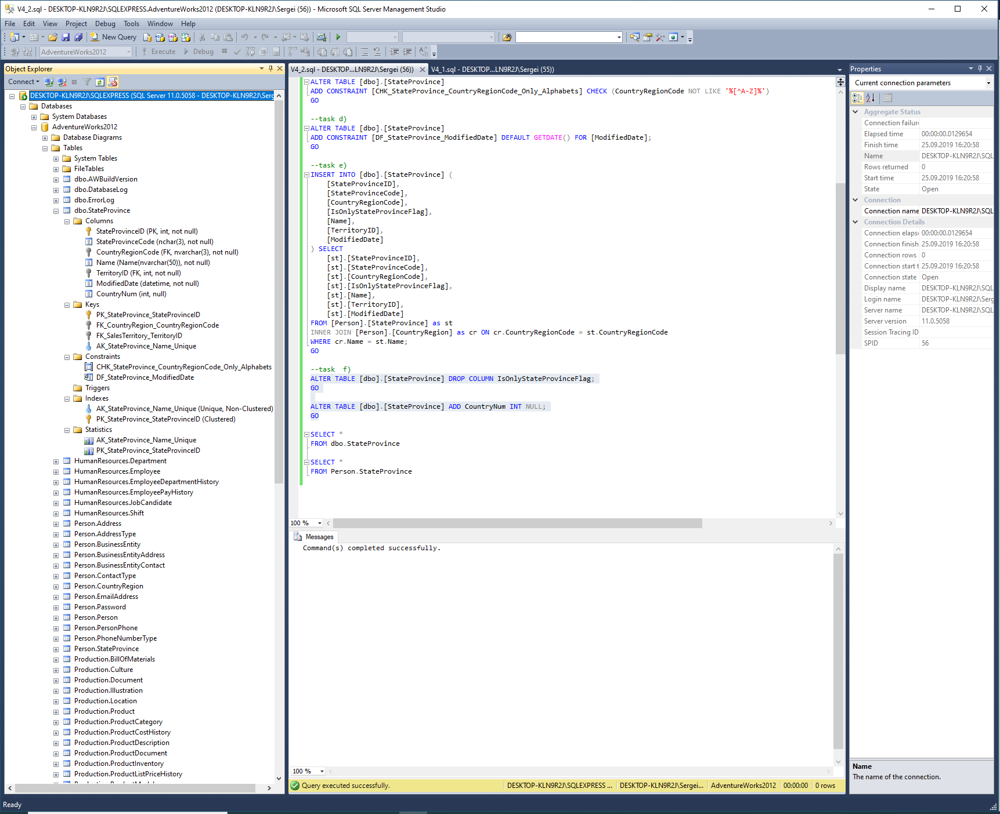 V4_2.sql - DESKTOP-KLN9R2J\SQLEXPRESS.AdventureWorks2012 (DESKTOP-KLN9R2J\Sergei (56)) - Microsoft SQL Server Management Studio
File Edit View Project Debug Tools Window Help
New Query
AdventureWorks2012 Execute Debug
Object Explorer
Connect
DESKTOP-KLN9R2J\SQLEXPRESS (SQL Server 11.0.5058 - DESKTOP-KLN9R2J\Serg
Databases
System Databases
AdventureWorks2012
Database Diagrams
Tables
System Tables
FileTables
dbo.AWBuildVersion
dbo.DatabaseLog
dbo.ErrorLog
dbo.StateProvince
Columns
StateProvinceID (PK, int, not null)
StateProvinceCode (nchar(3), not null)
CountryRegionCode (FK, nvarchar(3), not null)
Name (Name(nvarchar(50)), not null)
TerritoryID (FK, int, not null)
ModifiedDate (datetime, not null)
CountryNum (int, null)
Keys
PK_StateProvince_StateProvinceID
FK_CountryRegion_CountryRegionCode
FK_SalesTerritory_TerritoryID
AK_StateProvince_Name_Unique
Constraints
CHK_StateProvince_CountryRegionCode_Only_Alphabets
DF_StateProvince_ModifiedDate
Triggers
Indexes
AK_StateProvince_Name_Unique (Unique, Non-Clustered)
PK_StateProvince_StateProvinceID (Clustered)
Statistics
AK_StateProvince_Name_Unique
PK_StateProvince_StateProvinceID
HumanResources.Department
HumanResources.Employee
HumanResources.EmployeeDepartmentHistory
HumanResources.EmployeePayHistory
HumanResources.JobCandidate
HumanResources.Shift
Person.Address
Person.AddressType
Person.BusinessEntity
Person.BusinessEntityAddress
Person.BusinessEntityContact
Person.ContactType
Person.CountryRegion
Person.EmailAddress
Person.Password
Person.Person
Person.PersonPhone
Person.PhoneNumberType
Person.StateProvince
Production.BillOfMaterials
Production.Culture
Production.Document
Production.Illustration
Production.Location
Production.Product
Production.ProductCategory
Production.ProductCostHistory
Production.ProductDescription
Production.ProductDocument
Production.ProductInventory
Production.ProductListPriceHistory
V4_2.sql - DESKTOP...LN9R2J\Sergei (56)) V4_1.sql - DESKTOP...LN9R2J\Sergei (55))
ALTER TABLE [dbo].[StateProvince]
ADD CONSTRAINT [CHK_StateProvince_CountryRegionCode_Only_Alphabets] CHECK (CountryRegionCode NOT LIKE '%[^A-Z]%')
GO
--task d)
ALTER TABLE [dbo].[StateProvince]
ADD CONSTRAINT [DF_StateProvince_ModifiedDate] DEFAULT GETDATE() FOR [ModifiedDate];
GO
--task e)
INSERT INTO [dbo].[StateProvince] (
[StateProvinceID],
[StateProvinceCode],
[CountryRegionCode],
[IsOnlyStateProvinceFlag],
[Name],
[TerritoryID],
[ModifiedDate]
) SELECT
[st].[StateProvinceID],
[st].[StateProvinceCode],
[st].[CountryRegionCode],
[st].[IsOnlyStateProvinceFlag],
[st].[Name],
[st].[TerritoryID],
[st].[ModifiedDate]
FROM [Person].[StateProvince] as st
INNER JOIN [Person].[CountryRegion] as cr ON cr.CountryRegionCode = st.CountryRegionCode
WHERE cr.Name = st.Name;
GO
--task  f)
ALTER TABLE [dbo].[StateProvince] DROP COLUMN IsOnlyStateProvinceFlag;
GO
ALTER TABLE [dbo].[StateProvince] ADD CountryNum INT NULL;
GO
SELECT *
FROM dbo.StateProvince
SELECT *
FROM Person.StateProvince
100 %
Messages
Command(s) completed successfully.
100 %
Query executed successfully. DESKTOP-KLN9R2J\SQLEXPRESS ... DESKTOP-KLN9R2J\Sergei... AdventureWorks2012 00:00:00 0 rows
Properties
Current connection parameters
Aggregate Status
Connection failure
Elapsed time 00:00:00.0129654
Finish time 25.09.2019 16:20:58
Name DESKTOP-KLN9R2J\SQL
Rows returned 0
Start time 25.09.2019 16:20:58
State Open
Connection
Connection name DESKTOP-KLN9R2J\SQL
Connection Details
Connection elapse 00:00:00.0129654
Connection finish 25.09.2019 16:20:58
Connection rows 0
Connection start t 25.09.2019 16:20:58
Connection state Open
Display name DESKTOP-KLN9R2J\SQL
Login name DESKTOP-KLN9R2J\Serg
Server name DESKTOP-KLN9R2J\SQL
Server version 11.0.5058
Session Tracing ID
SPID 56
Name
The name of the connection.
Ready